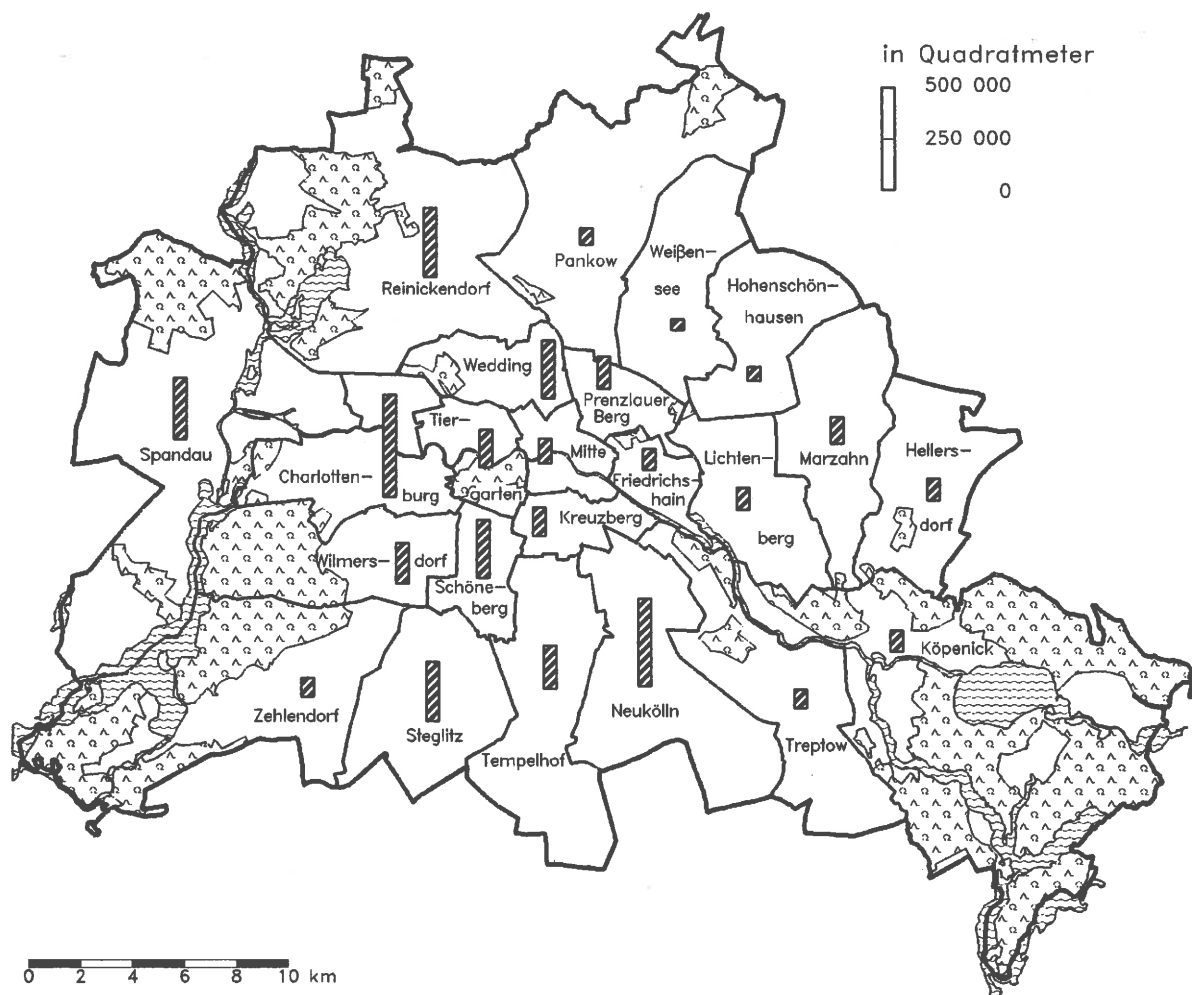 in Quadratmeter
500 000
250 000
0
Pankow
Weißen-
see
Hohenschön-
hausen
Reinickendorf
Wedding
Prenzlauer
Berg
Tier-
garten
Mitte
Friedrichs-
hain
Lichten-
berg
Marzahn
Hellers-
dorf
Spandau
Charlotten-
burg
Kreuzberg
Wilmers-
dorf
Schöne-
berg
Köpenick
Zehlendorf
Steglitz
Tempelhof
Neukölln
Treptow
0 2 4 6 8 10 km